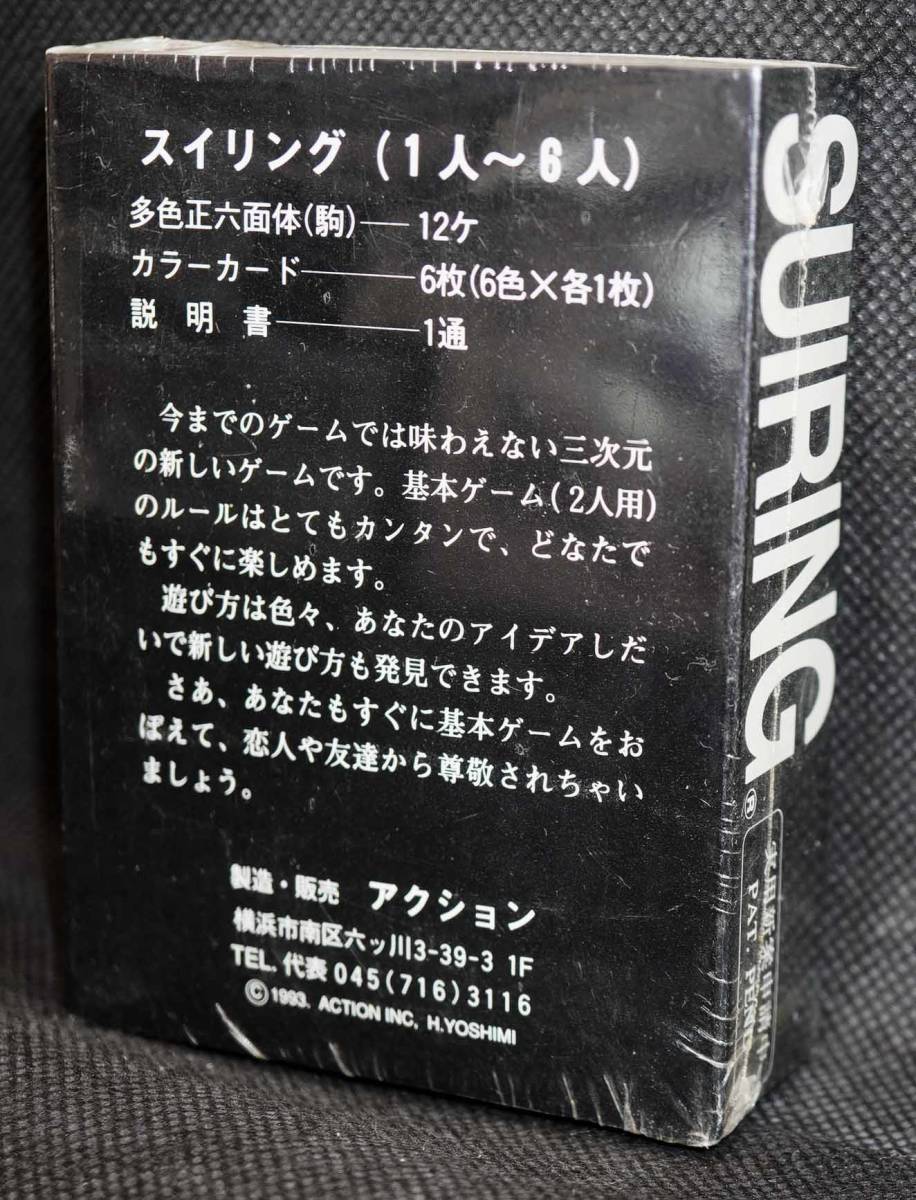 スイリング(1人〜6人)
多色正六面体(駒)──12ケ
カラーカード────6枚(6色×各1枚)
説 明 書─────1通
今までのゲームでは味わえない三次元
の新しいゲームです。基本ゲーム(2人用)
のルールはとてもカンタンで、どなたで
もすぐに楽しめます。
遊び方は色々、あなたのアイデアしだ
いで新しい遊び方も発見できます。
さあ、あなたもすぐに基本ゲームをお
ぼえて、恋人や友達から尊敬されちゃい
ましょう。
製造・販売 アクション
横浜市南区六ッ川3-39-3 1F
TEL. 代表 045(716)3116
©1993. ACTION INC, H.YOSHIMI
SUIRING®
実用新案出願中
PAT